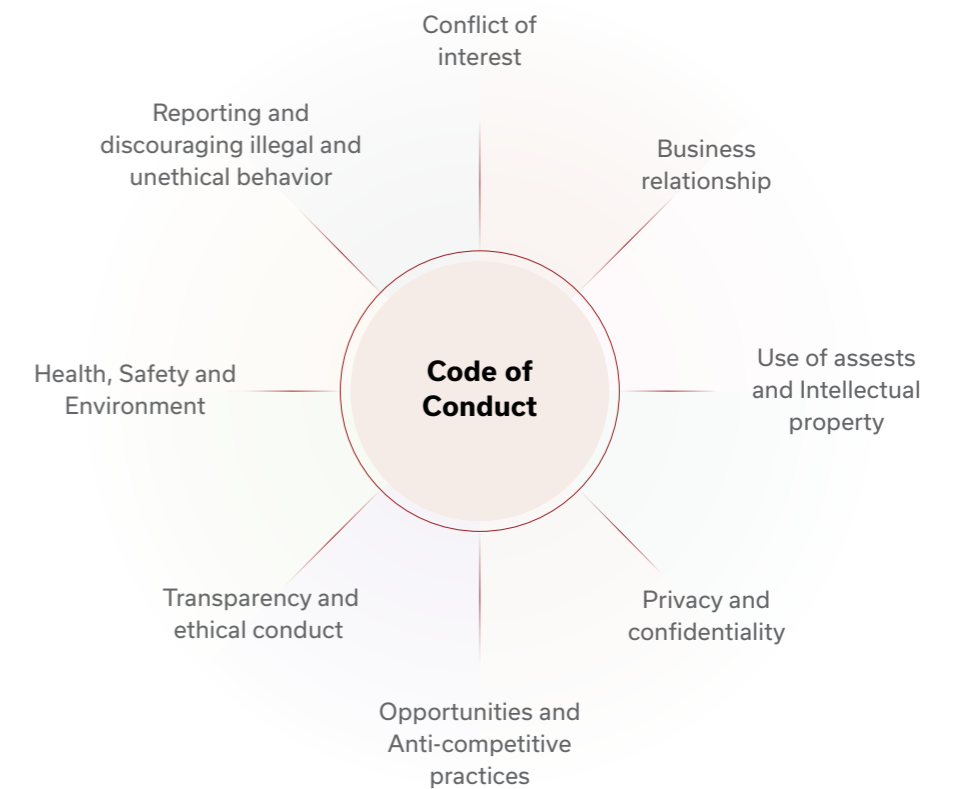 Conflict of
interest
Reporting and
discouraging illegal and
unethical behavior
Business
relationship
Health, Safety and
Environment
Code of
Conduct
Use of assests
and Intellectual
property
Transparency and
ethical conduct
Privacy and
confidentiality
Opportunities and
Anti-competitive
practices